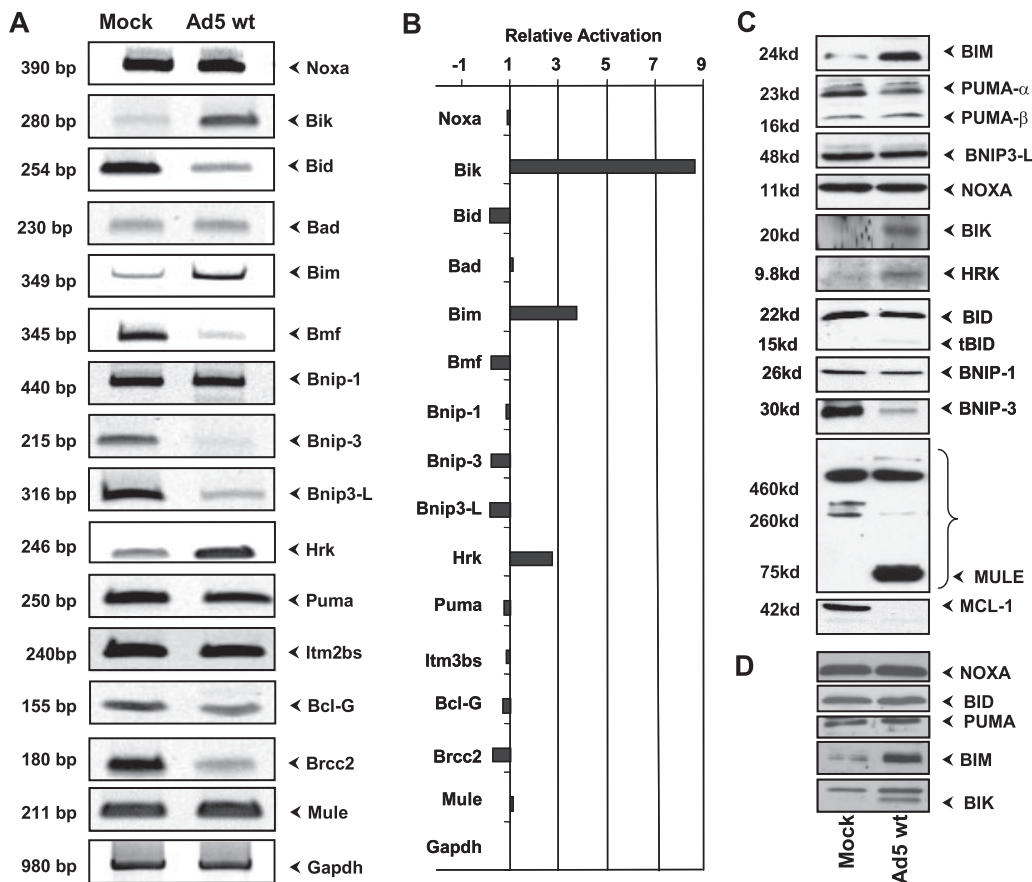 A
Mock Ad5 wt
390 bp Noxa
280 bp Bik
254 bp Bid
230 bp Bad
349 bp Bim
345 bp Bmf
440 bp Bnip-1
215 bp Bnip-3
316 bp Bnip3-L
246 bp Hrk
250 bp Puma
240bp Itm2bs
155 bp Bcl-G
180 bp Brcc2
211 bp Mule
980 bp Gapdh
B
Relative Activation
-1 1 3 5 7 9
Noxa
Bik
Bid
Bad
Bim
Bmf
Bnip-1
Bnip-3
Bnip3-L
Hrk
Puma
Itm3bs
Bcl-G
Brcc2
Mule
Gapdh
C
24kd BIM
23kd PUMA-α
16kd PUMA-β
48kd BNIP3-L
11kd NOXA
20kd BIK
9.8kd HRK
22kd BID
15kd tBID
26kd BNIP-1
30kd BNIP-3
460kd
260kd
75kd MULE
42kd MCL-1
D
NOXA
BID
PUMA
BIM
BIK
Mock Ad5 wt